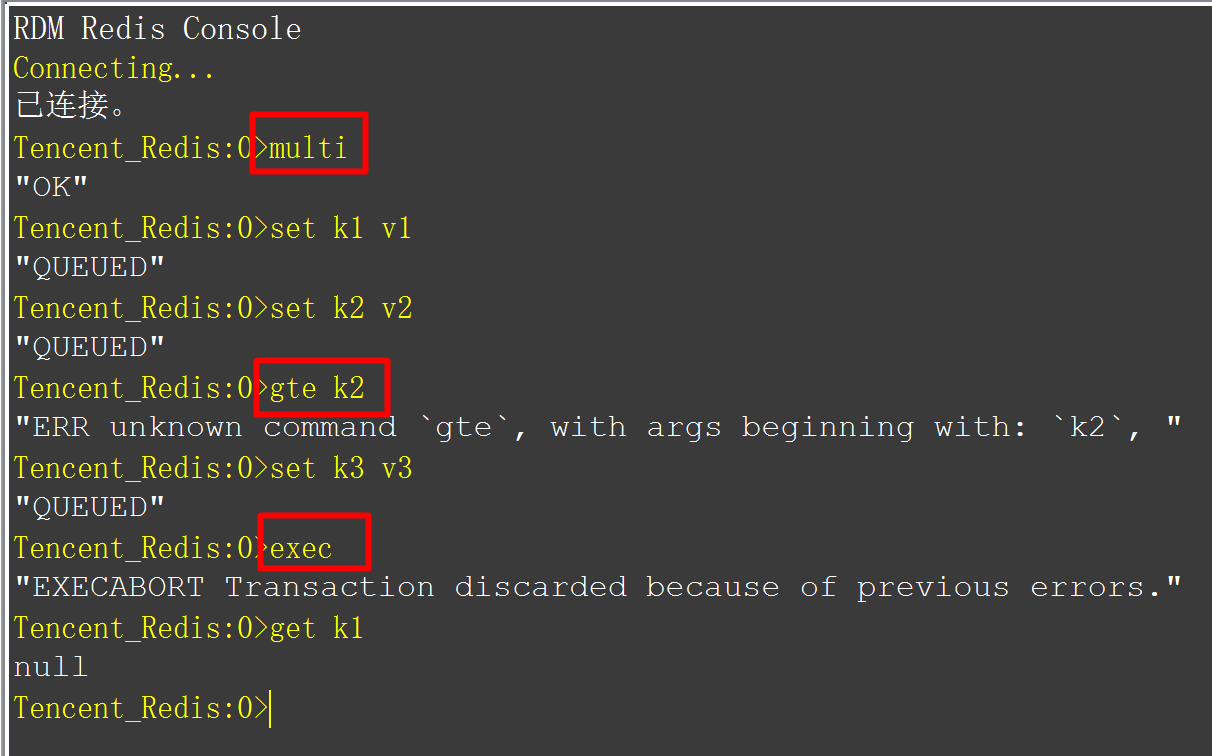 RDM Redis Console
Connecting...
已连接。
Tencent_Redis:0>multi
"OK"
Tencent_Redis:0>set k1 v1
"QUEUED"
Tencent_Redis:0>set k2 v2
"QUEUED"
Tencent_Redis:0>gte k2
"ERR unknown command `gte`, with args beginning with: `k2`, "
Tencent_Redis:0>set k3 v3
"QUEUED"
Tencent_Redis:0>exec
"EXECABORT Transaction discarded because of previous errors."
Tencent_Redis:0>get k1
null
Tencent_Redis:0>